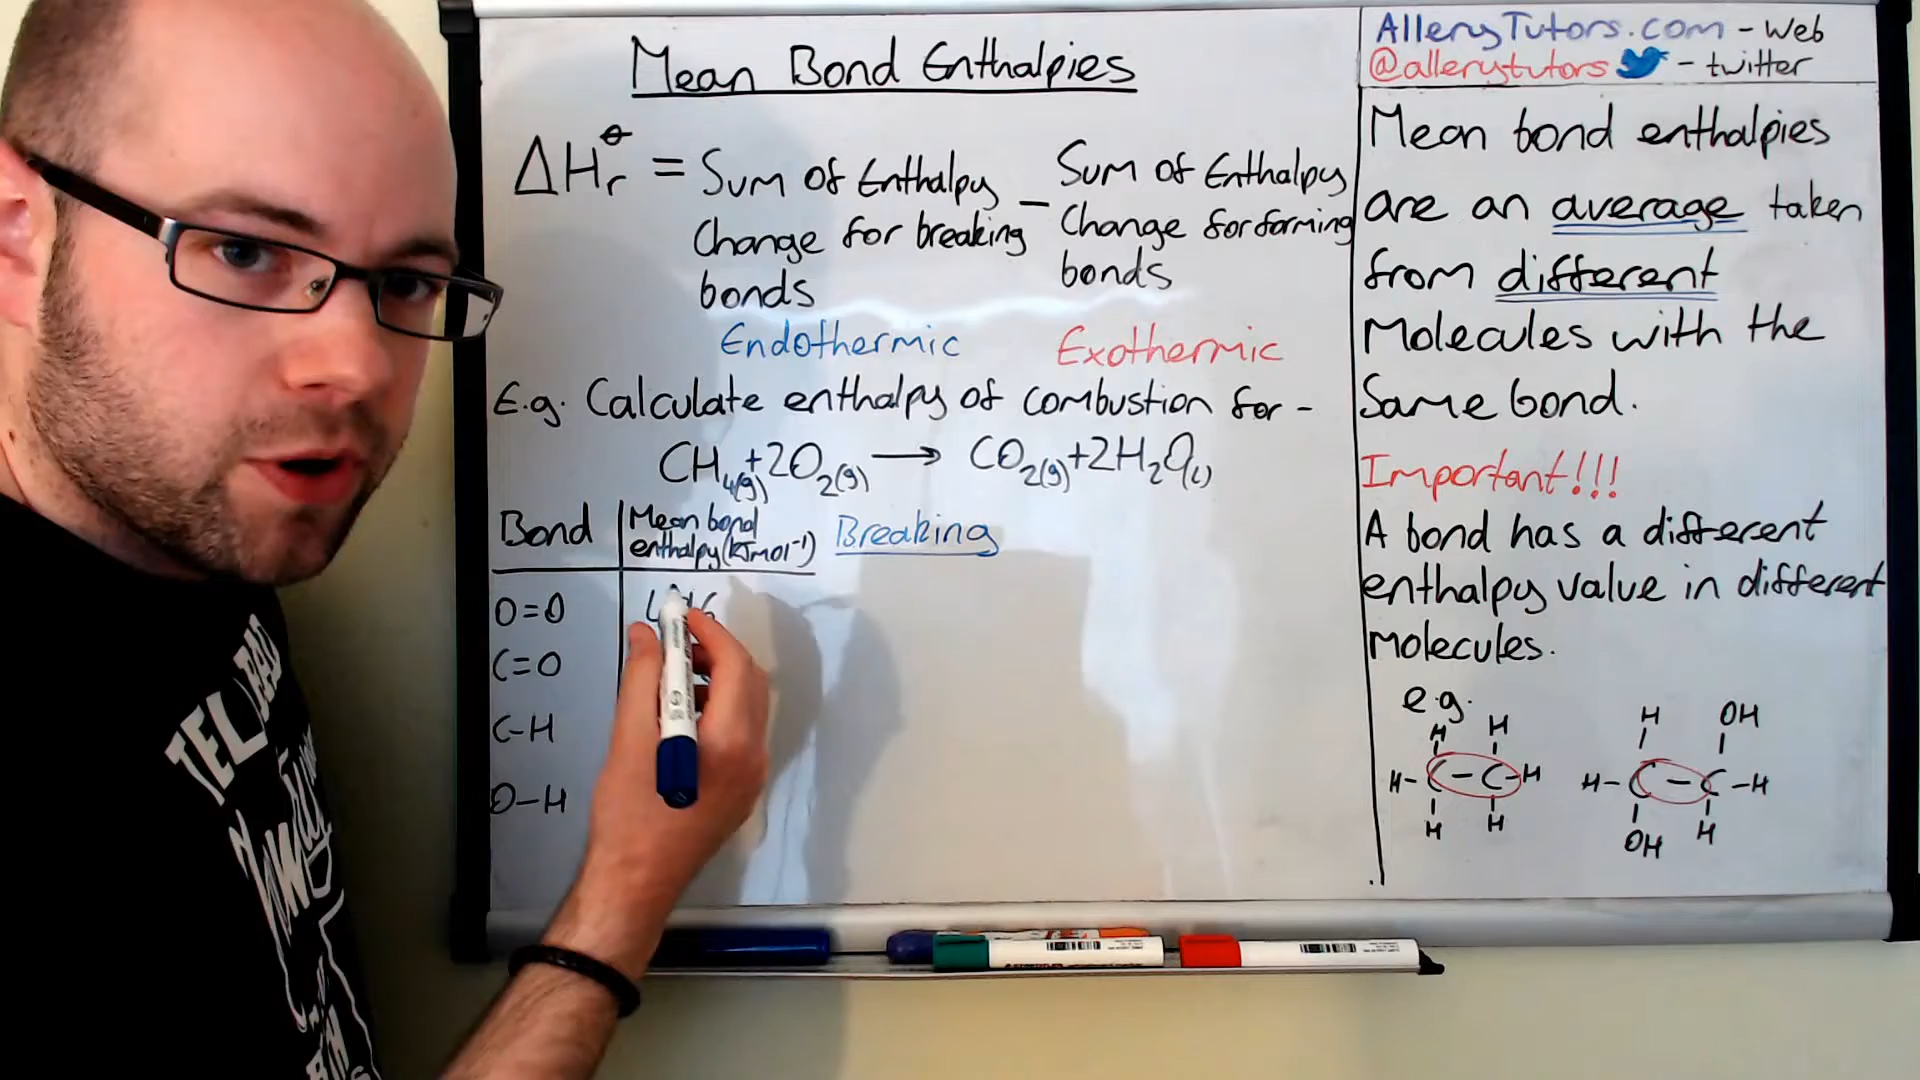 Mean Bond Enthalpies
ΔHr⦵ = Sum of Enthalpy Change for breaking bonds – Sum of Enthalpy Change for forming bonds
Endothermic
Exothermic
E.g. Calculate enthalpy of combustion for -
CH4(g) + 2O2(g) → CO2(g) + 2H2O(l)
Bond
Mean bond
enthalpy (kJmol⁻¹)
Breaking
O=O
C=O
C-H
O-H
AlleryTutors.com - Web
@allerytutors - twitter
Mean bond enthalpies
are an average taken
from different
Molecules with the
Same bond.
Important!!!
A bond has a different
enthalpy value in different
molecules.
e.g.
H H
H-C-C-H
H H
H OH
H-C-C-H
OH H